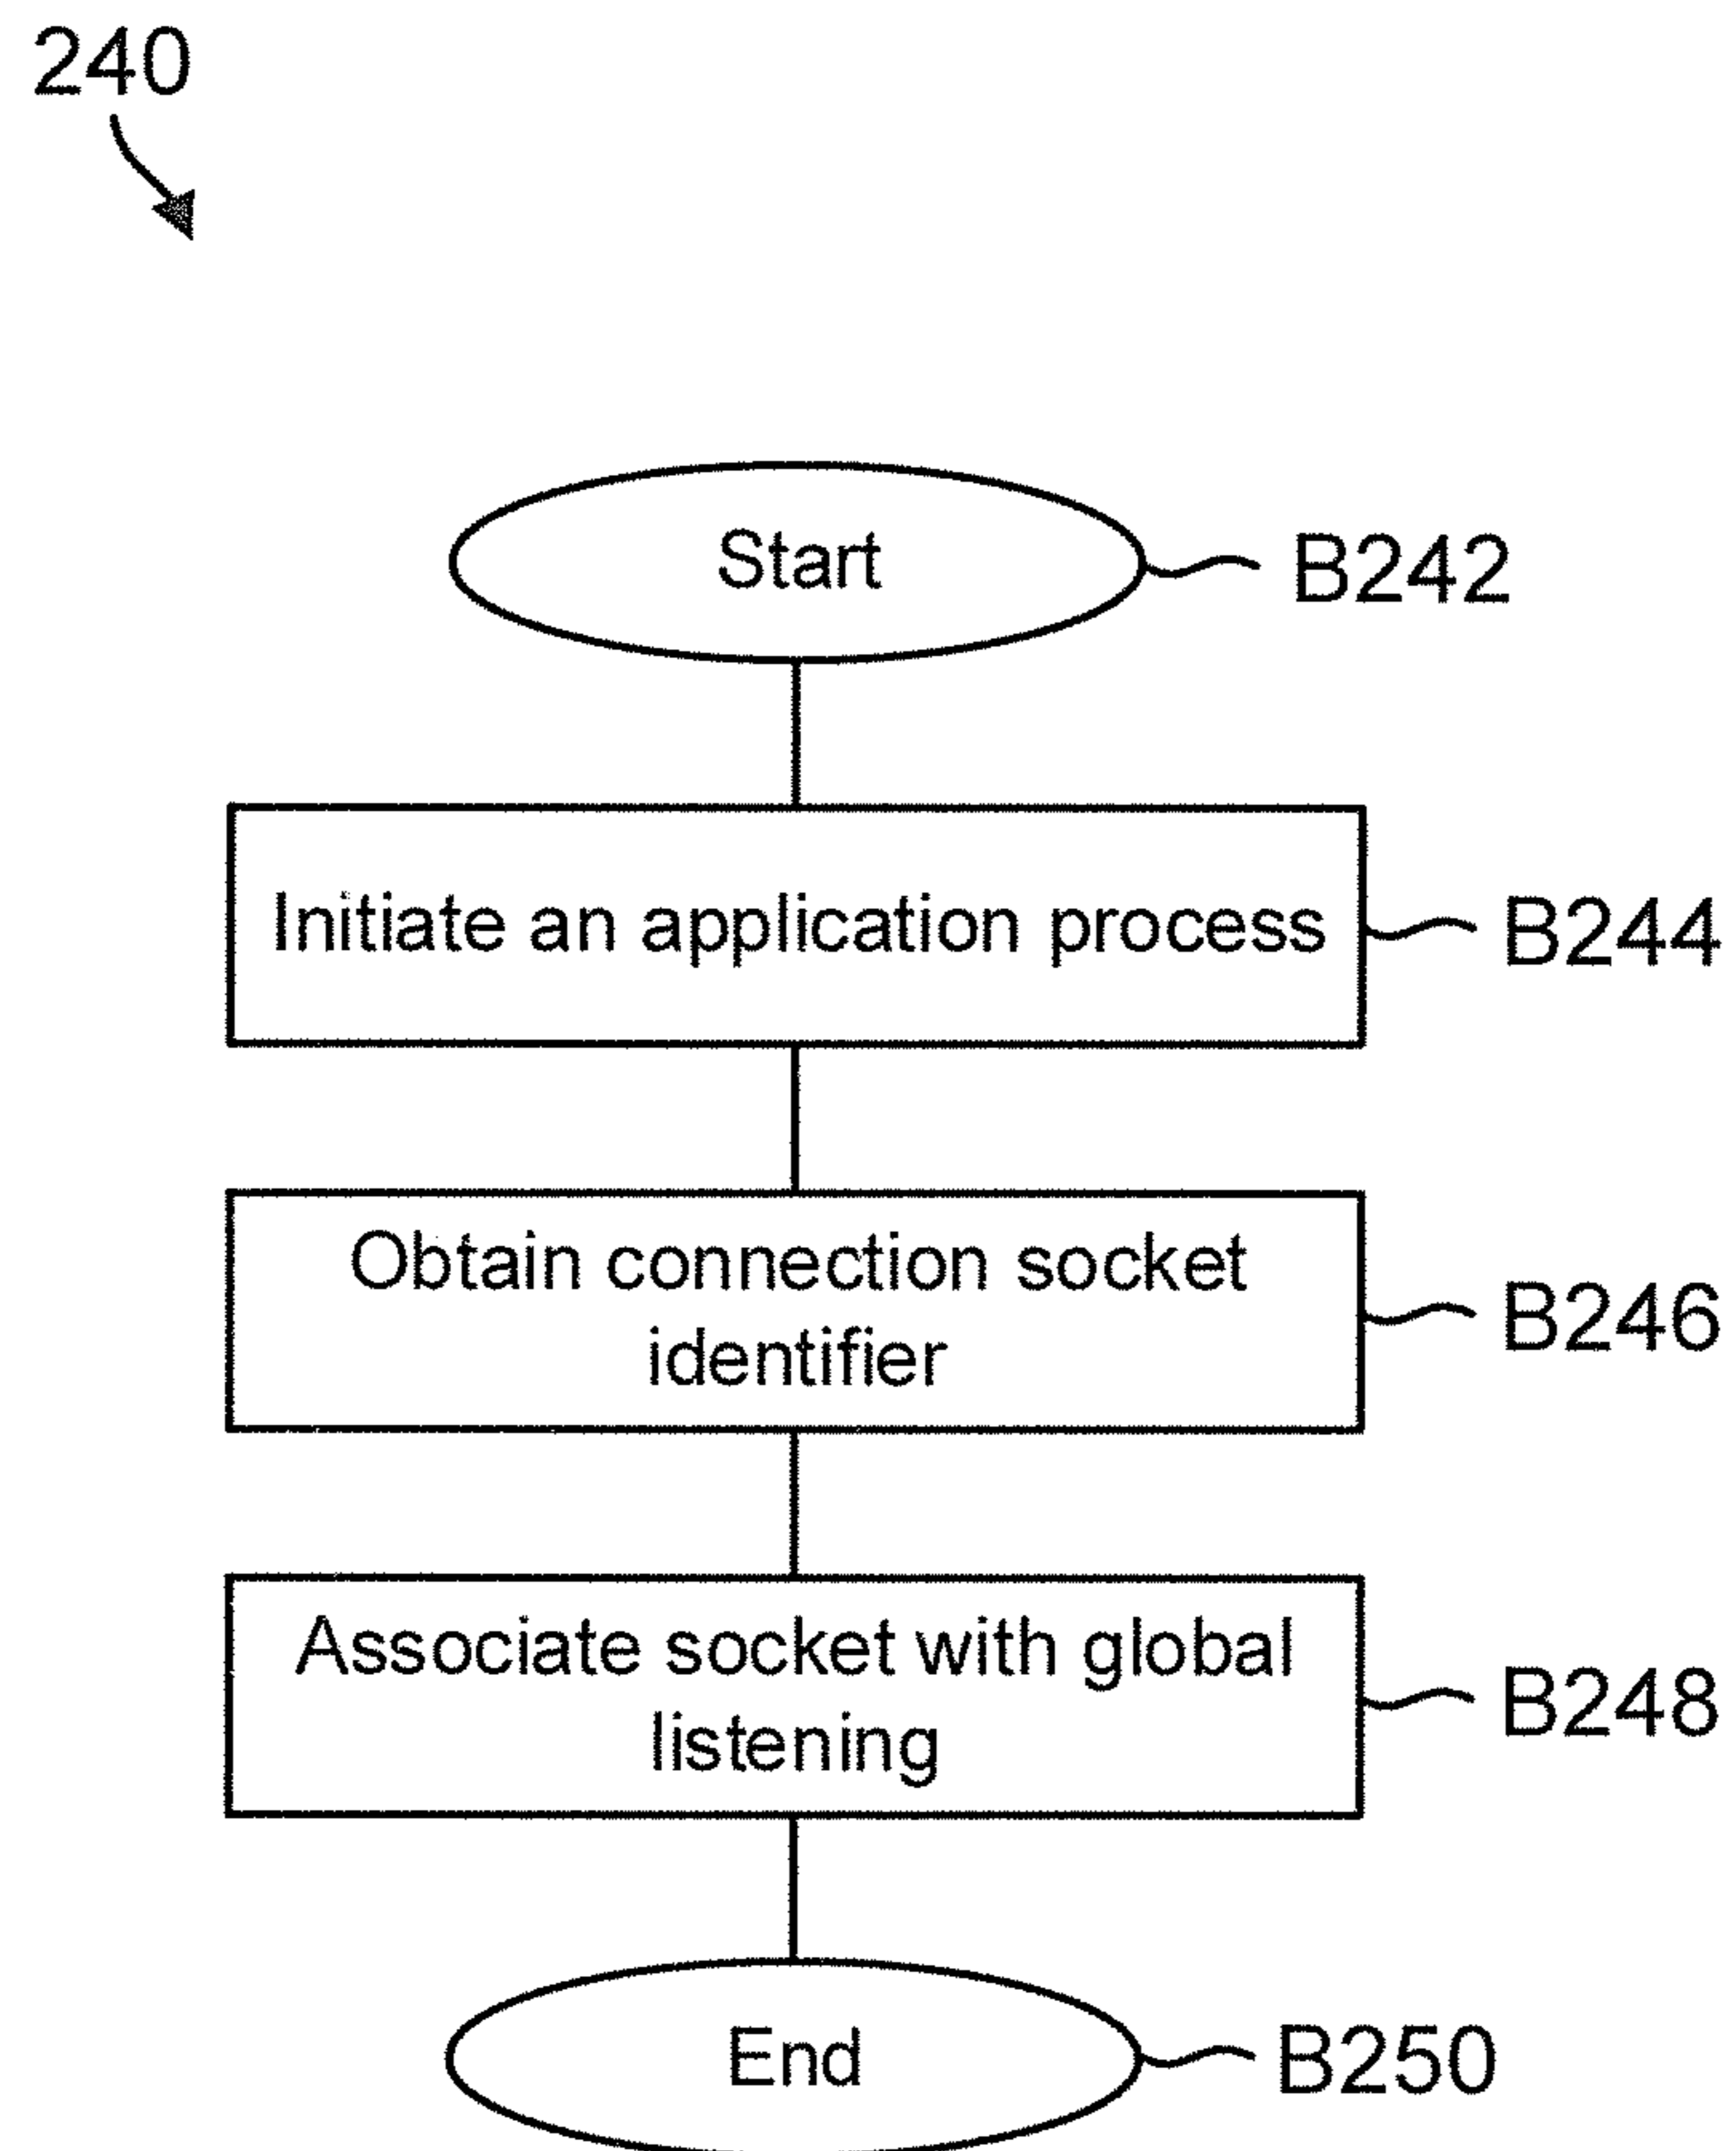 240
Start
B242
Initiate an application process
B244
Obtain connection socket
identifier
B246
Associate socket with global
listening
B248
End
B250